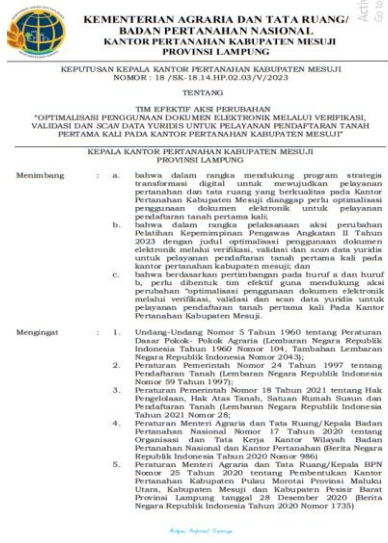 KEMENTERIAN AGRARIA DAN TATA RUANG/
BADAN PERTANAHAN NASIONAL
KANTOR PERTANAHAN KABUPATEN MESUJI
PROVINSI LAMPUNG
KEPUTUSAN KEPALA KANTOR PERTANAHAN KABUPATEN MESUJI
NOMOR : 18 /SK-18.14.HP.02.03/V/2023
TENTANG
TIM EFEKTIF AKSI PERUBAHAN
"OPTIMALISASI PENGGUNAAN DOKUMEN ELEKTRONIK MELALUI VERIFIKASI,
VALIDASI DAN SCAN DATA YURIDIS UNTUK PELAYANAN PENDAFTARAN TANAH
PERTAMA KALI PADA KANTOR PERTANAHAN KABUPATEN MESUJI"
KEPALA KANTOR PERTANAHAN KABUPATEN MESUJI
PROVINSI LAMPUNG
Menimbang : a. bahwa dalam rangka mendukung program strategis
transformasi digital untuk mewujudkan pelayanan
pertanahan dan tata ruang yang berkualitas pada Kantor
Pertanahan Kabupaten Mesuji dianggap perlu optimalisasi
penggunaan dokumen elektronik untuk pelayanan
pendaftaran tanah pertama kali;
b. bahwa dalam rangka pelaksanaan aksi perubahan
Pelatihan Kepemimpinan Pengawas Angkatan II Tahun
2023 dengan judul optimalisasi penggunaan dokumen
elektronik melalui verifikasi, validasi dan scan data yuridis
untuk pelayanan pendaftaran tanah pertama kali pada
kantor pertanahan kabupaten mesuji; dan
c. bahwa berdasarkan pertimbangan pada huruf a dan huruf
b, perlu dibentuk tim efektif guna mendukung aksi
perubahan "optimalisasi penggunaan dokumen elektronik
melalui verifikasi, validasi dan scan data yuridis untuk
pelayanan pendaftaran tanah pertama kali Pada Kantor
Pertanahan Kabupaten Mesuji.
Mengingat : 1. Undang-Undang Nomor 5 Tahun 1960 tentang Peraturan
Dasar Pokok- Pokok Agraria (Lembaran Negara Republik
Indonesia Tahun 1960 Nomor 104, Tambahan Lembaran
Negara Republik Indonesia Nomor 2043);
2. Peraturan Pemerintah Nomor 24 Tahun 1997 tentang
Pendaftaran Tanah (Lembaran Negara Republik Indonesia
Nomor 59 Tahun 1997);
3. Peraturan Pemerintah Nomor 18 Tahun 2021 tentang Hak
Pengelolaan, Hak Atas Tanah, Satuan Rumah Susun dan
Pendaftaran Tanah (Lembaran Negara Republik Indonesia
Tahun 2021 Nomor 28;
4. Peraturan Menteri Agraria dan Tata Ruang/Kepala Badan
Pertanahan Nasional Nomor 17 Tahun 2020 tentang
Organisasi dan Tata Kerja Kantor Wilayah Badan
Pertanahan Nasional dan Kantor Pertanahan (Berita Negara
Republik Indonesia Tahun 2020 Nomor 986)
5. Peraturan Menteri Agraria dan Tata Ruang/Kepala BPN
Nomor 25 Tahun 2020 tentang Pembentukan Kantor
Pertanahan Kabupaten Pulau Morotai Provinsi Maluku
Utara, Kabupaten Mesuji dan Kabupaten Pesisir Barat
Provinsi Lampung tanggal 28 Desember 2020 (Berita
Negara Republik Indonesia Tahun 2020 Nomor 1735)
Melayani, Profesional, Terpercaya
Acti
Go to